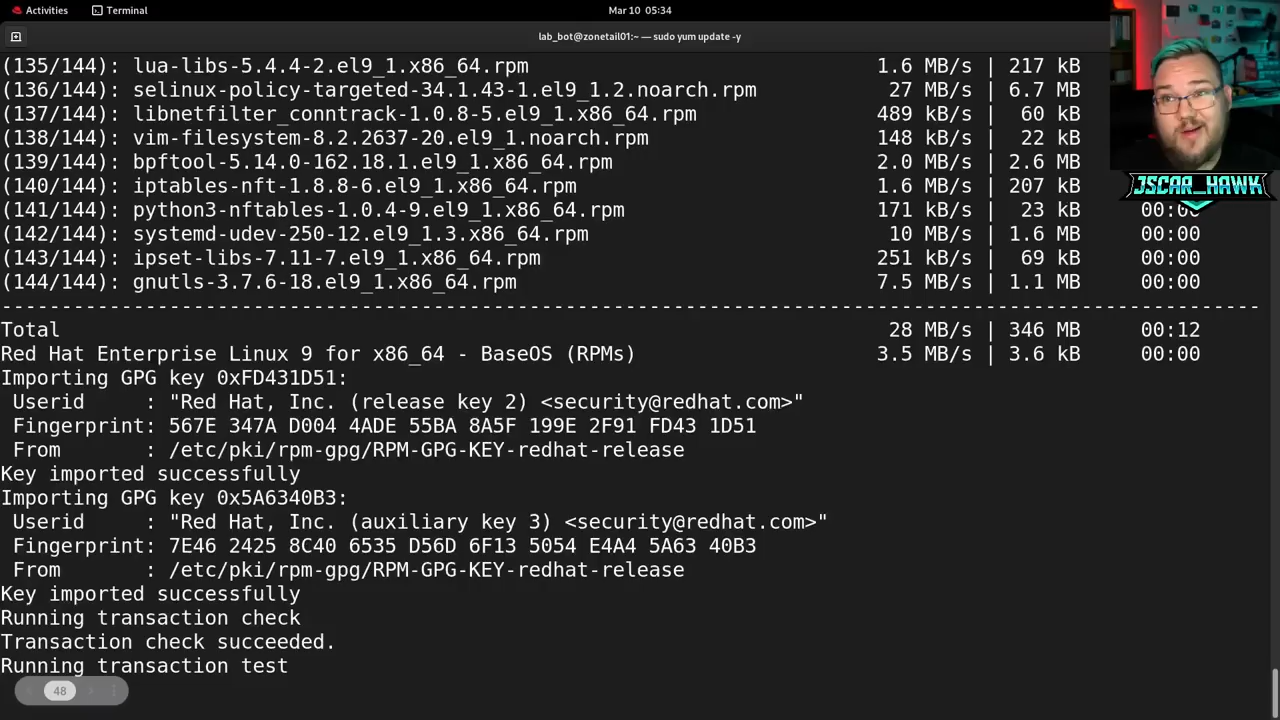 Activities Terminal Mar 10 05:34
lab_bot@zonetail01:~ — sudo yum update -y
(135/144): lua-libs-5.4.4-2.el9_1.x86_64.rpm 1.6 MB/s | 217 kB
(136/144): selinux-policy-targeted-34.1.43-1.el9_1.2.noarch.rpm 27 MB/s | 6.7 MB
(137/144): libnetfilter_conntrack-1.0.8-5.el9_1.x86_64.rpm 489 kB/s | 60 kB
(138/144): vim-filesystem-8.2.2637-20.el9_1.noarch.rpm 148 kB/s | 22 kB
(139/144): bpftool-5.14.0-162.18.1.el9_1.x86_64.rpm 2.0 MB/s | 2.6 MB
(140/144): iptables-nft-1.8.8-6.el9_1.x86_64.rpm 1.6 MB/s | 207 kB
JSCAR_HAWK
(141/144): python3-nftables-1.0.4-9.el9_1.x86_64.rpm 171 kB/s | 23 kB 00:00
(142/144): systemd-udev-250-12.el9_1.3.x86_64.rpm 10 MB/s | 1.6 MB 00:00
(143/144): ipset-libs-7.11-7.el9_1.x86_64.rpm 251 kB/s | 69 kB 00:00
(144/144): gnutls-3.7.6-18.el9_1.x86_64.rpm 7.5 MB/s | 1.1 MB 00:00
---------------------------------------------------------------------------------------------------------
Total 28 MB/s | 346 MB 00:12
Red Hat Enterprise Linux 9 for x86_64 - BaseOS (RPMs) 3.5 MB/s | 3.6 kB 00:00
Importing GPG key 0xFD431D51:
Userid : "Red Hat, Inc. (release key 2) <security@redhat.com>"
Fingerprint: 567E 347A D004 4ADE 55BA 8A5F 199E 2F91 FD43 1D51
From : /etc/pki/rpm-gpg/RPM-GPG-KEY-redhat-release
Key imported successfully
Importing GPG key 0x5A6340B3:
Userid : "Red Hat, Inc. (auxiliary key 3) <security@redhat.com>"
Fingerprint: 7E46 2425 8C40 6535 D56D 6F13 5054 E4A4 5A63 40B3
From : /etc/pki/rpm-gpg/RPM-GPG-KEY-redhat-release
Key imported successfully
Running transaction check
Transaction check succeeded.
Running transaction test
48